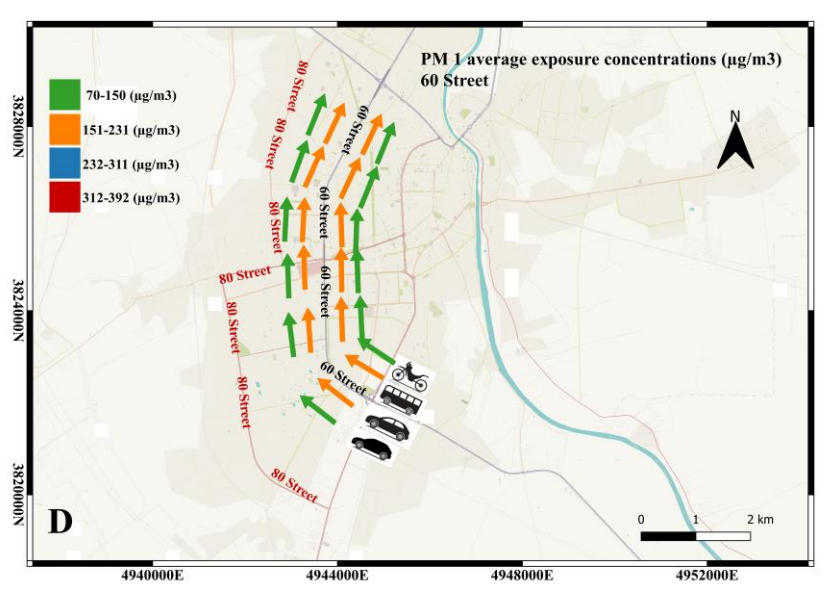 PM 1 average exposure concentrations (µg/m3)
60 Street
70-150 (µg/m3)
151-231 (µg/m3)
232-311 (µg/m3)
312-392 (µg/m3)
N
80 Street
80 Street
80 Street
80 Street
80 Street
80 Street
80 Street
60 Street
60 Street
60 Street
60 Street
3828000N
3824000N
3820000N
D
0 1 2 km
4940000E 4944000E 4948000E 4952000E